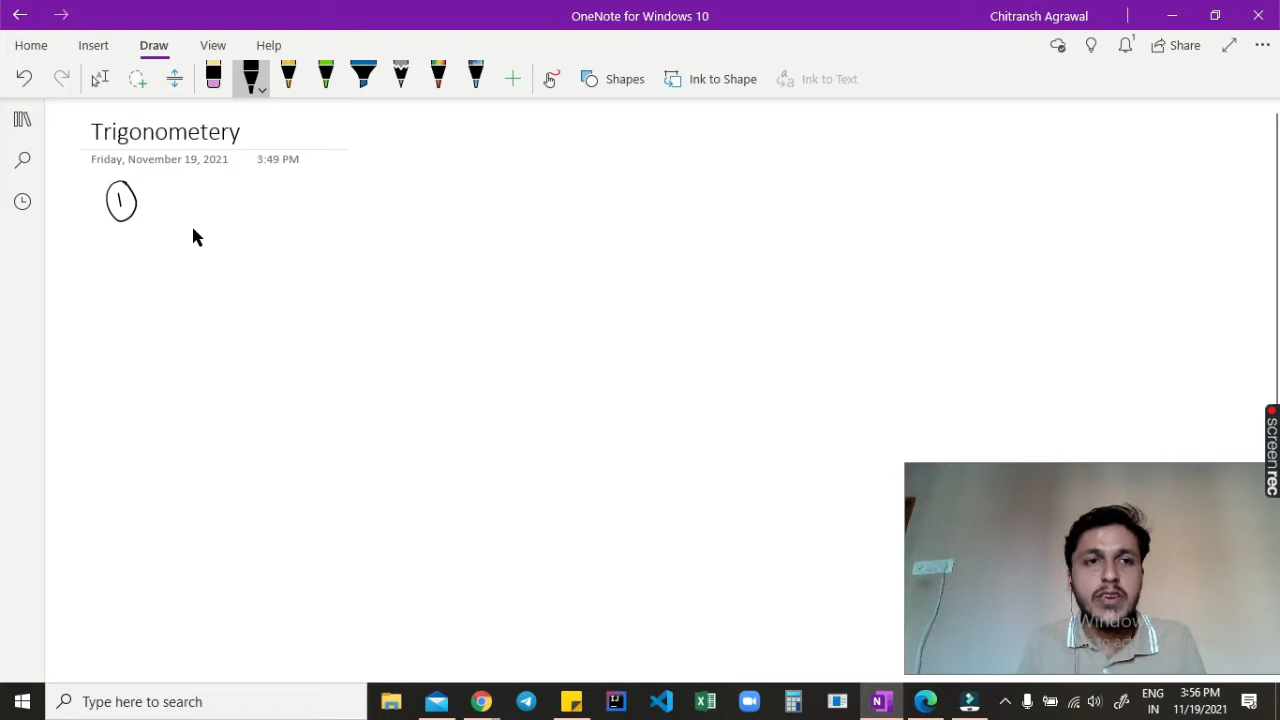 OneNote for Windows 10
Chitransh Agrawal
Home Insert Draw View Help
Share
Shapes
Ink to Shape
Ink to Text
Trigonometery
Friday, November 19, 2021 3:49 PM
1
screenrec
Window
Type here to search
ENG
IN
3:56 PM
11/19/2021